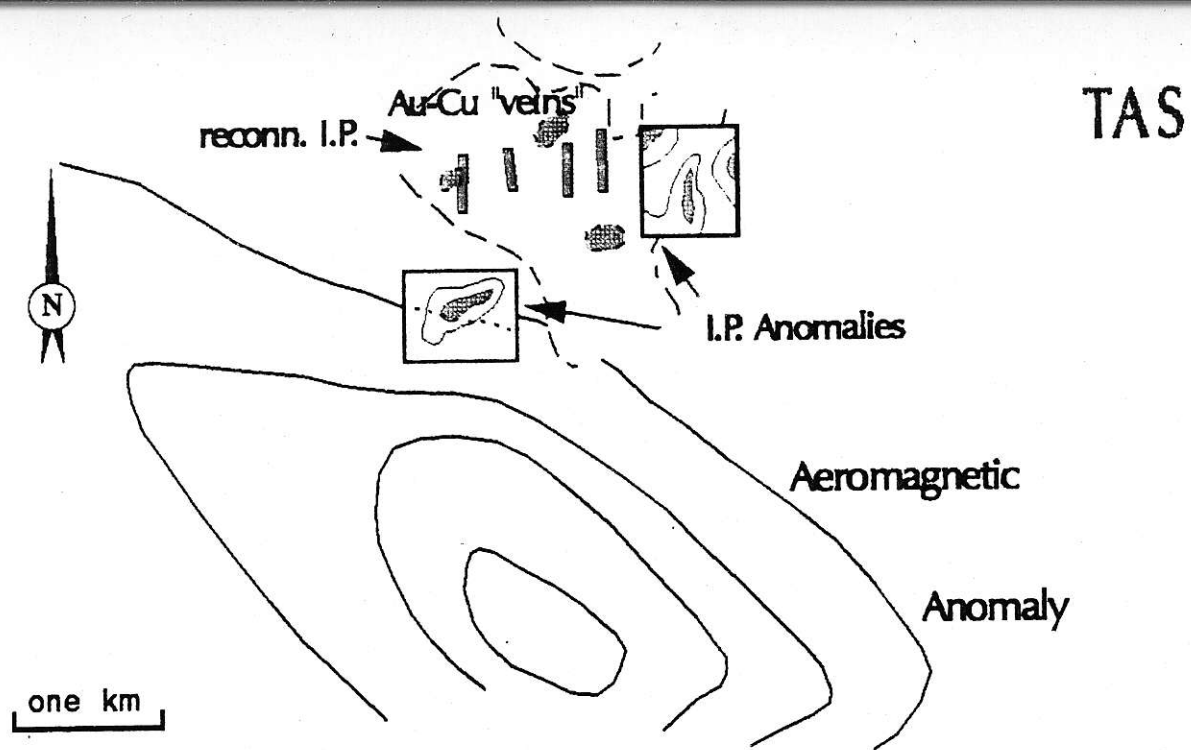 TAS
Au-Cu "veins"
reconn. I.P.
N
I.P. Anomalies
Aeromagnetic
Anomaly
one km